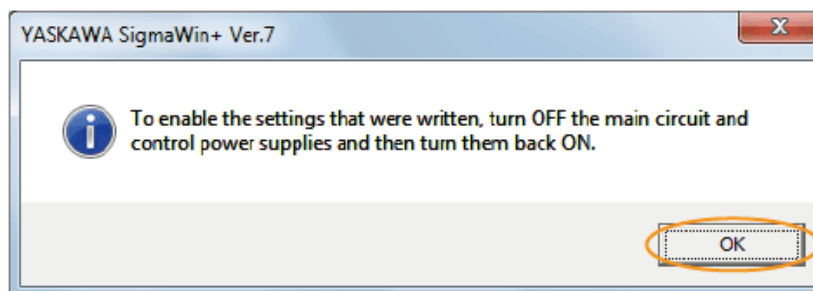 YASKAWA SigmaWin+ Ver.7
X
To enable the settings that were written, turn OFF the main circuit and
control power supplies and then turn them back ON.
OK